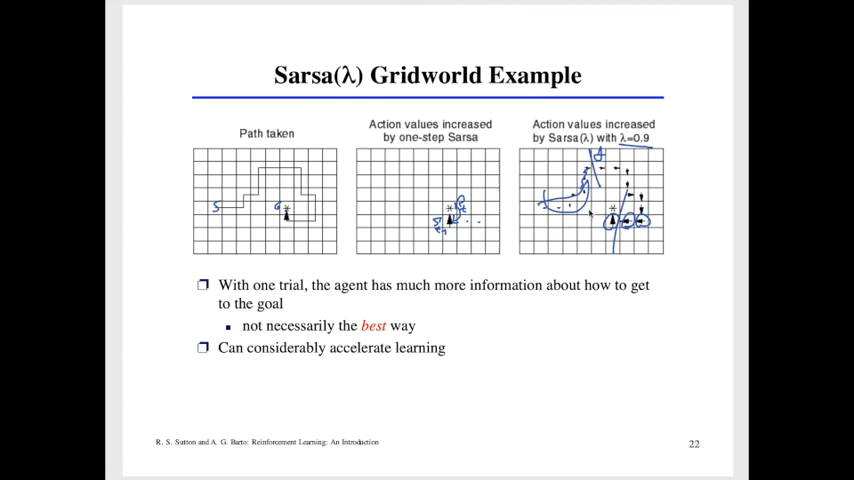 Sarsa(λ) Gridworld Example
Path taken
Action values increased
by one-step Sarsa
Action values increased
by Sarsa(λ) with λ=0.9
S
G
With one trial, the agent has much more information about how to get
to the goal
not necessarily the best way
Can considerably accelerate learning
R. S. Sutton and A. G. Barto: Reinforcement Learning: An Introduction
22